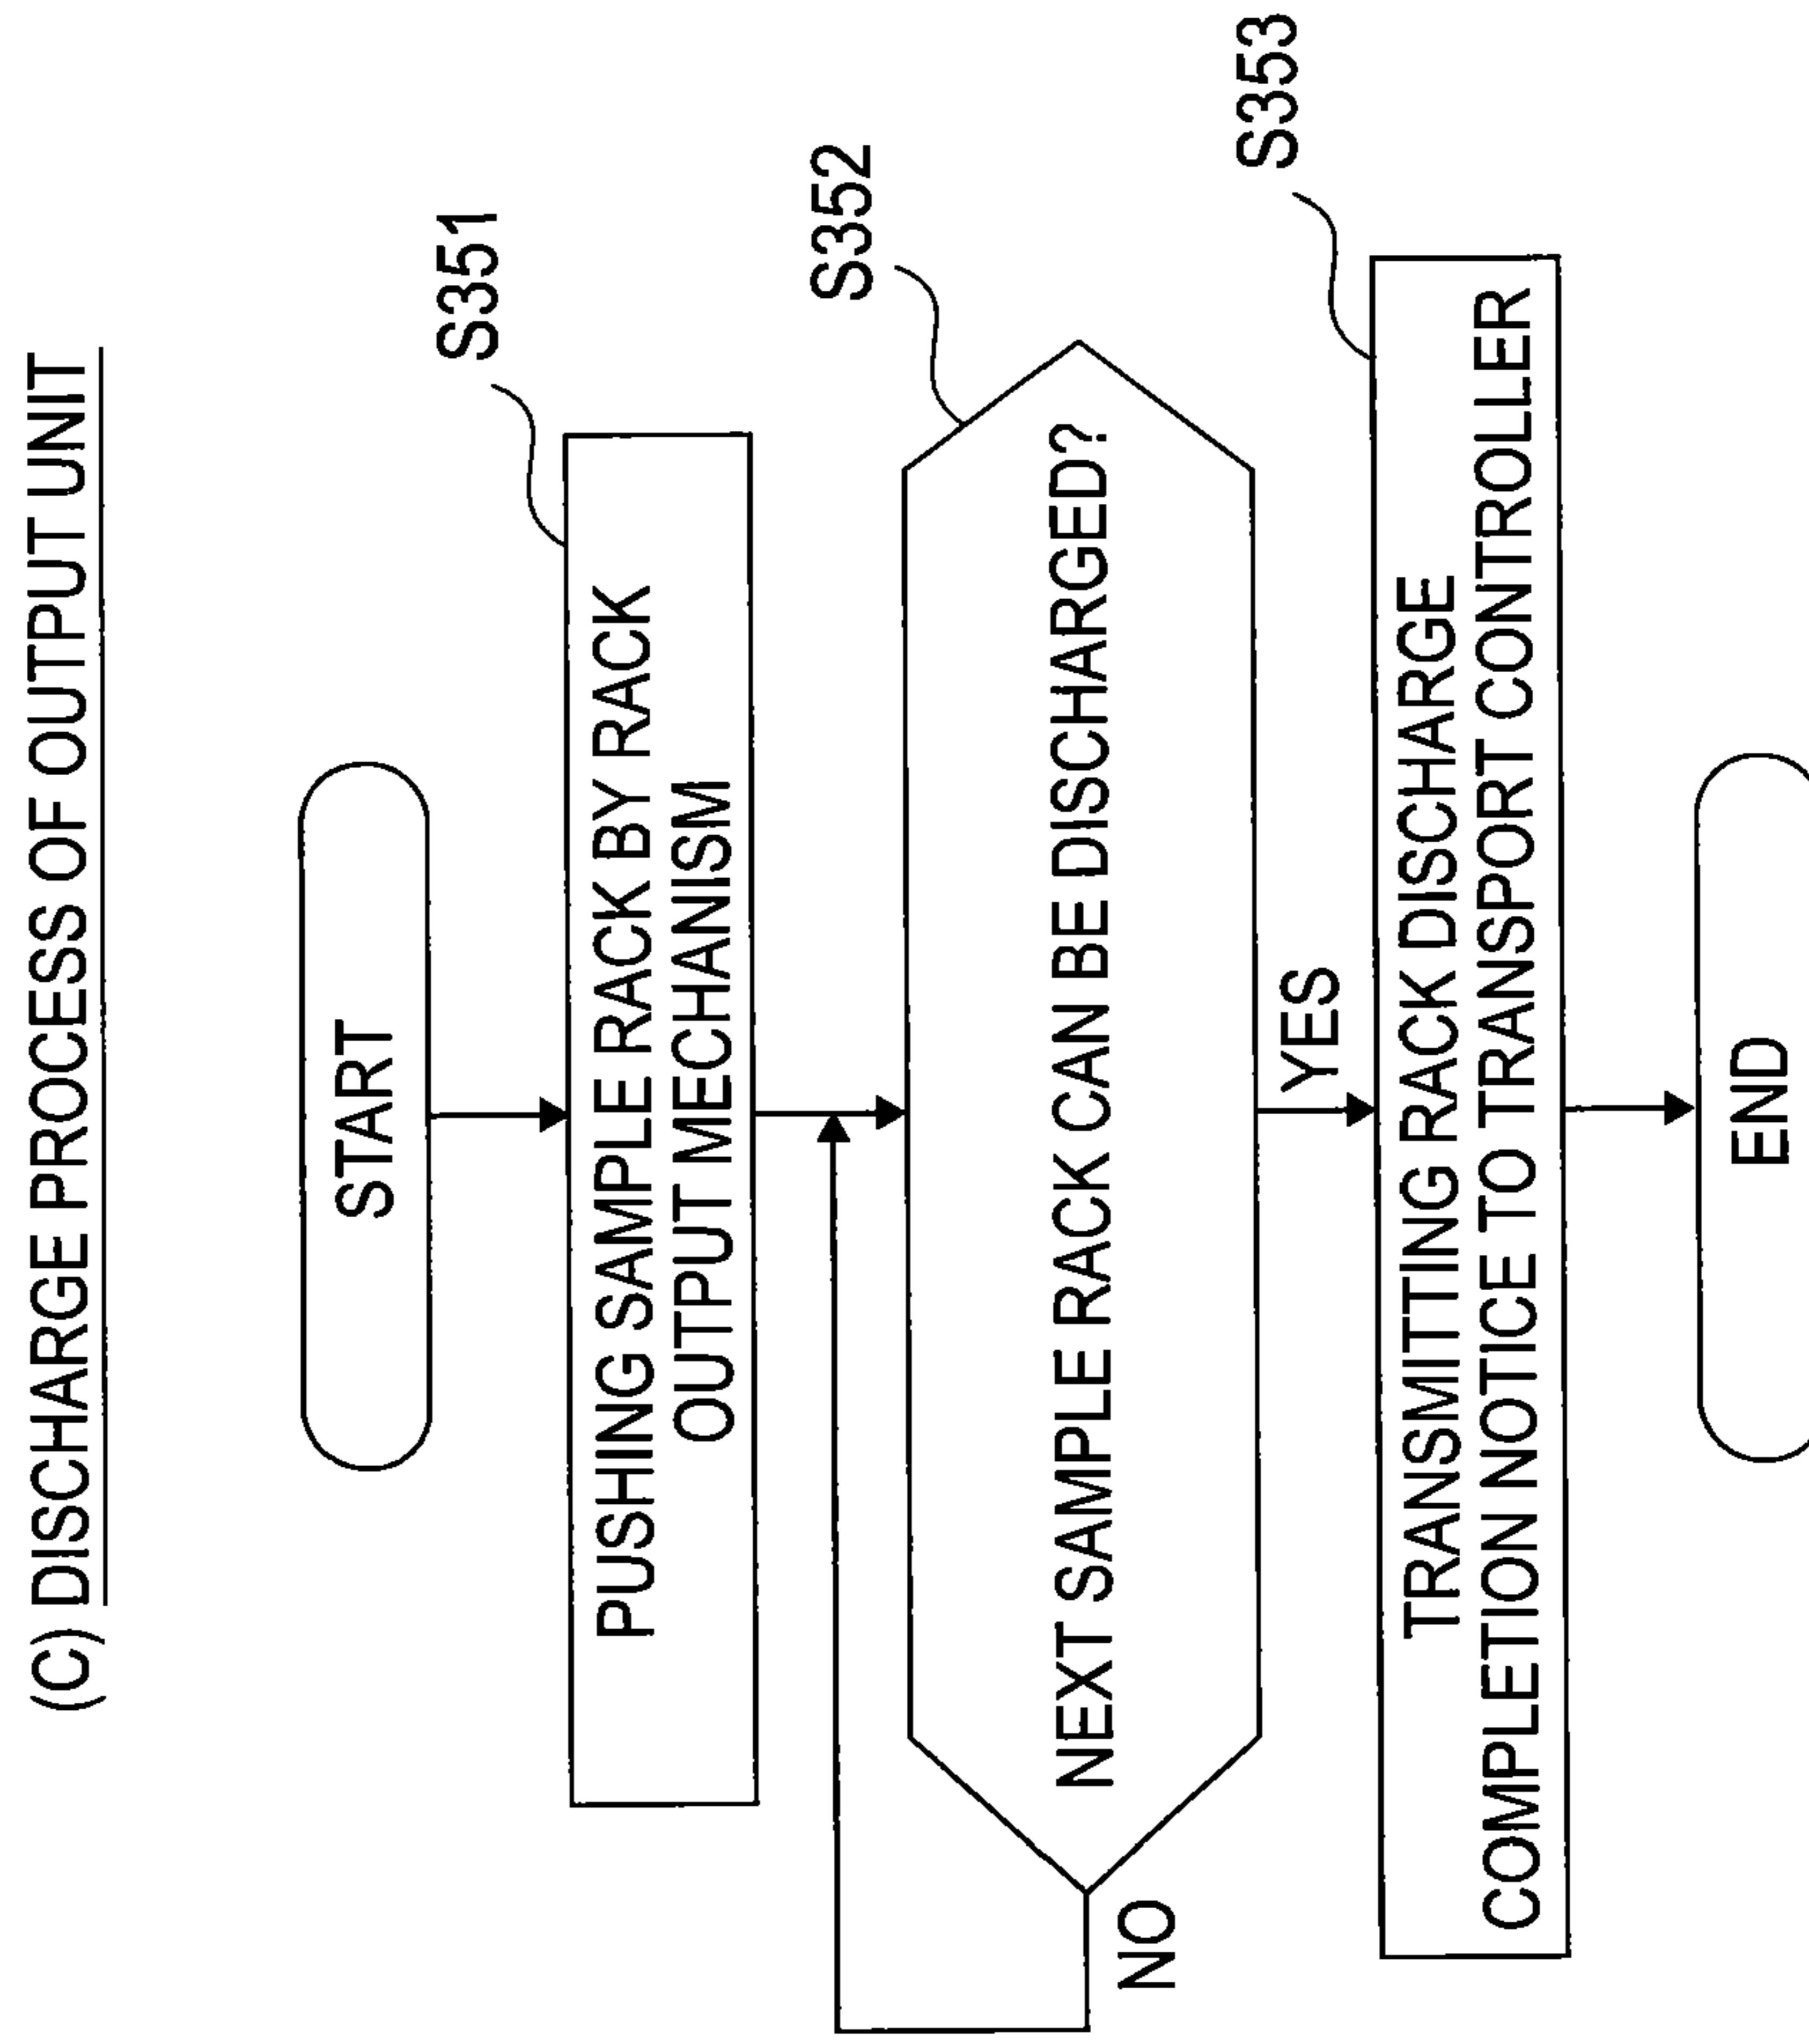 (C) DISCHARGE PROCESS OF OUTPUT UNIT
START
S351
PUSHING SAMPLE RACK BY RACK
OUTPUT MECHANISM
S352
NEXT SAMPLE RACK CAN BE DISCHARGED?
NO
YES
S353
TRANSMITTING RACK DISCHARGE
COMPLETION NOTICE TO TRANSPORT CONTROLLER
END